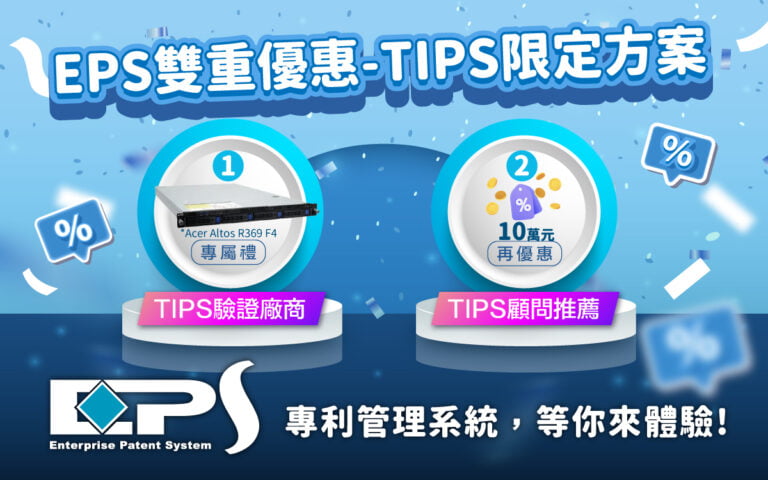 EPS雙重優惠-TIPS限定方案
1
*Acer Altos R369 F4
專屬禮
TIPS驗證廠商
2
%
10萬元
再優惠
TIPS顧問推薦
%
%
%
EPS
Enterprise Patent System
專利管理系統，等你來體驗!